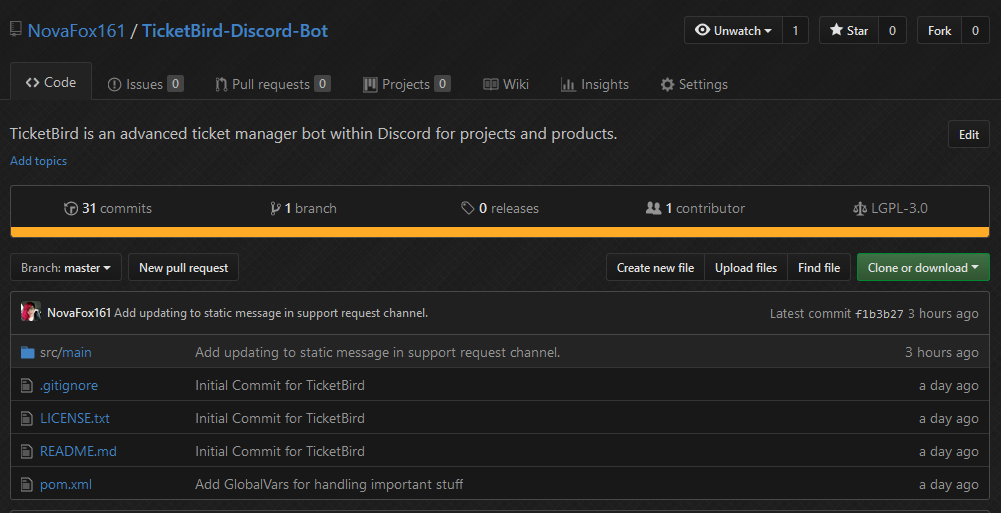 NovaFox161 / TicketBird-Discord-Bot Unwatch 1 Star 0 Fork 0
Code Issues 0 Pull requests 0 Projects 0 Wiki Insights Settings
TicketBird is an advanced ticket manager bot within Discord for projects and products. Edit
Add topics
31 commits 1 branch 0 releases 1 contributor LGPL-3.0
Branch: master New pull request Create new file Upload files Find file Clone or download
NovaFox161 Add updating to static message in support request channel. Latest commit f1b3b27 3 hours ago
src/main Add updating to static message in support request channel. 3 hours ago
.gitignore Initial Commit for TicketBird a day ago
LICENSE.txt Initial Commit for TicketBird a day ago
README.md Initial Commit for TicketBird a day ago
pom.xml Add GlobalVars for handling important stuff a day ago